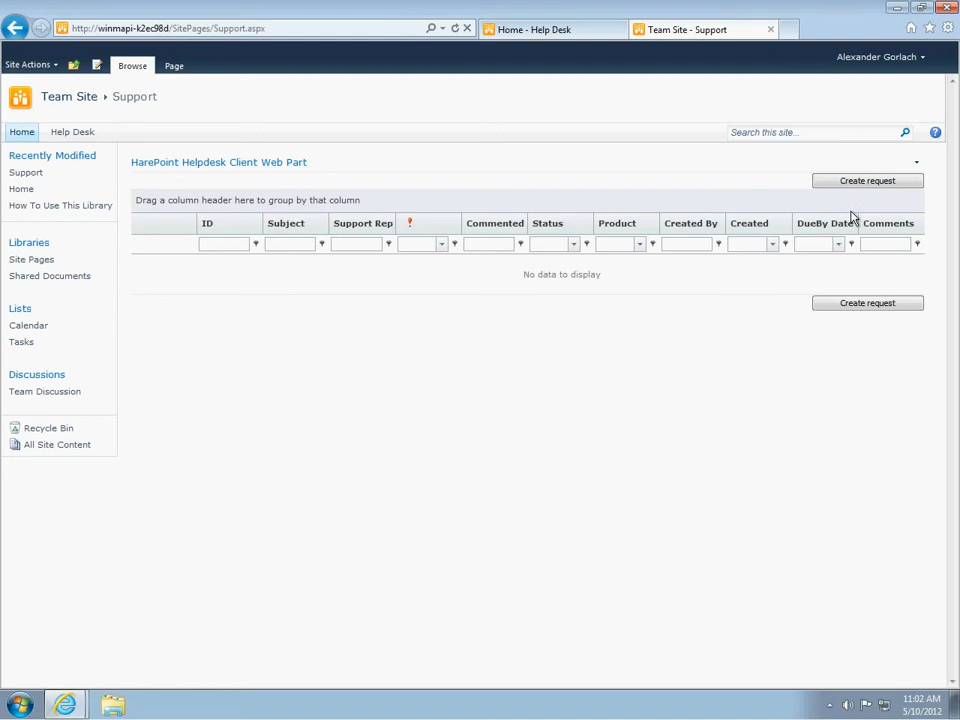 http://winmapi-k2ec98d/SitePages/Support.aspx
Home - Help Desk
Team Site - Support
Site Actions
Browse
Page
Alexander Gorlach
Team Site
Support
Home
Help Desk
Search this site...
Recently Modified
Support
Home
How To Use This Library
Libraries
Site Pages
Shared Documents
Lists
Calendar
Tasks
Discussions
Team Discussion
Recycle Bin
All Site Content
HarePoint Helpdesk Client Web Part
Create request
Drag a column header here to group by that column
ID Subject Support Rep ! Commented Status Product Created By Created DueBy Date Comments
No data to display
Create request
11:02 AM
5/10/2012